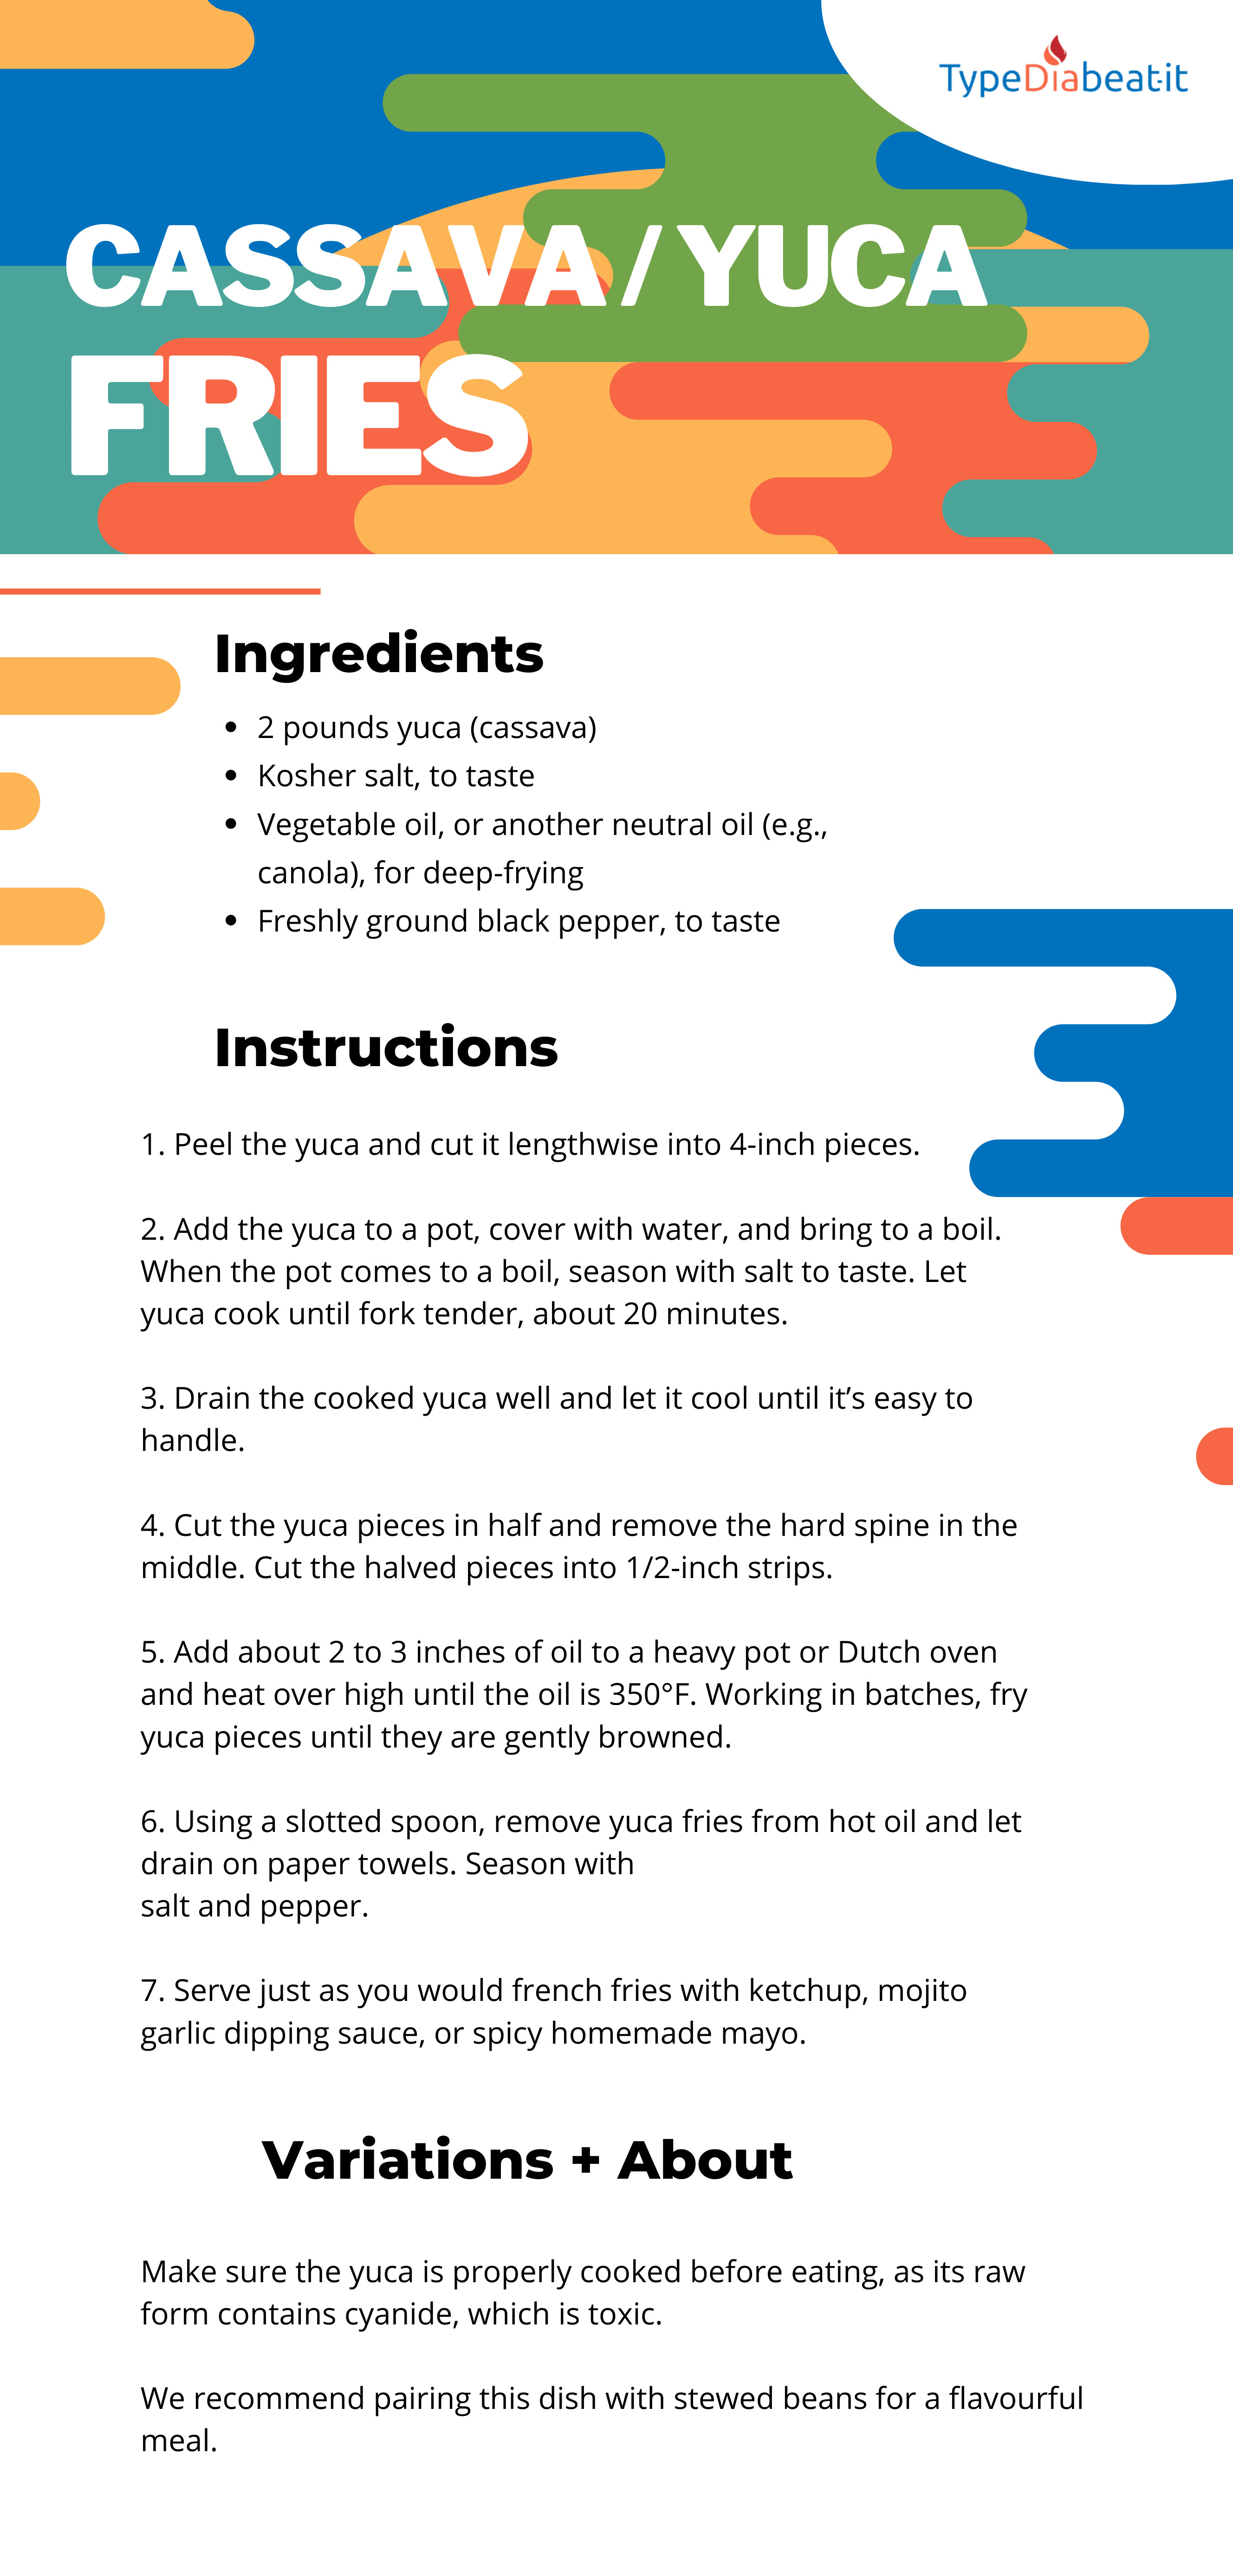 TypeDiabeat-it
CASSAVA / YUCA
FRIES
Ingredients
• 2 pounds yuca (cassava)
• Kosher salt, to taste
• Vegetable oil, or another neutral oil (e.g.,
canola), for deep-frying
• Freshly ground black pepper, to taste
Instructions
1. Peel the yuca and cut it lengthwise into 4-inch pieces.
2. Add the yuca to a pot, cover with water, and bring to a boil.
When the pot comes to a boil, season with salt to taste. Let
yuca cook until fork tender, about 20 minutes.
3. Drain the cooked yuca well and let it cool until it’s easy to
handle.
4. Cut the yuca pieces in half and remove the hard spine in the
middle. Cut the halved pieces into 1/2-inch strips.
5. Add about 2 to 3 inches of oil to a heavy pot or Dutch oven
and heat over high until the oil is 350°F. Working in batches, fry
yuca pieces until they are gently browned.
6. Using a slotted spoon, remove yuca fries from hot oil and let
drain on paper towels. Season with
salt and pepper.
7. Serve just as you would french fries with ketchup, mojito
garlic dipping sauce, or spicy homemade mayo.
Variations + About
Make sure the yuca is properly cooked before eating, as its raw
form contains cyanide, which is toxic.
We recommend pairing this dish with stewed beans for a flavourful
meal.